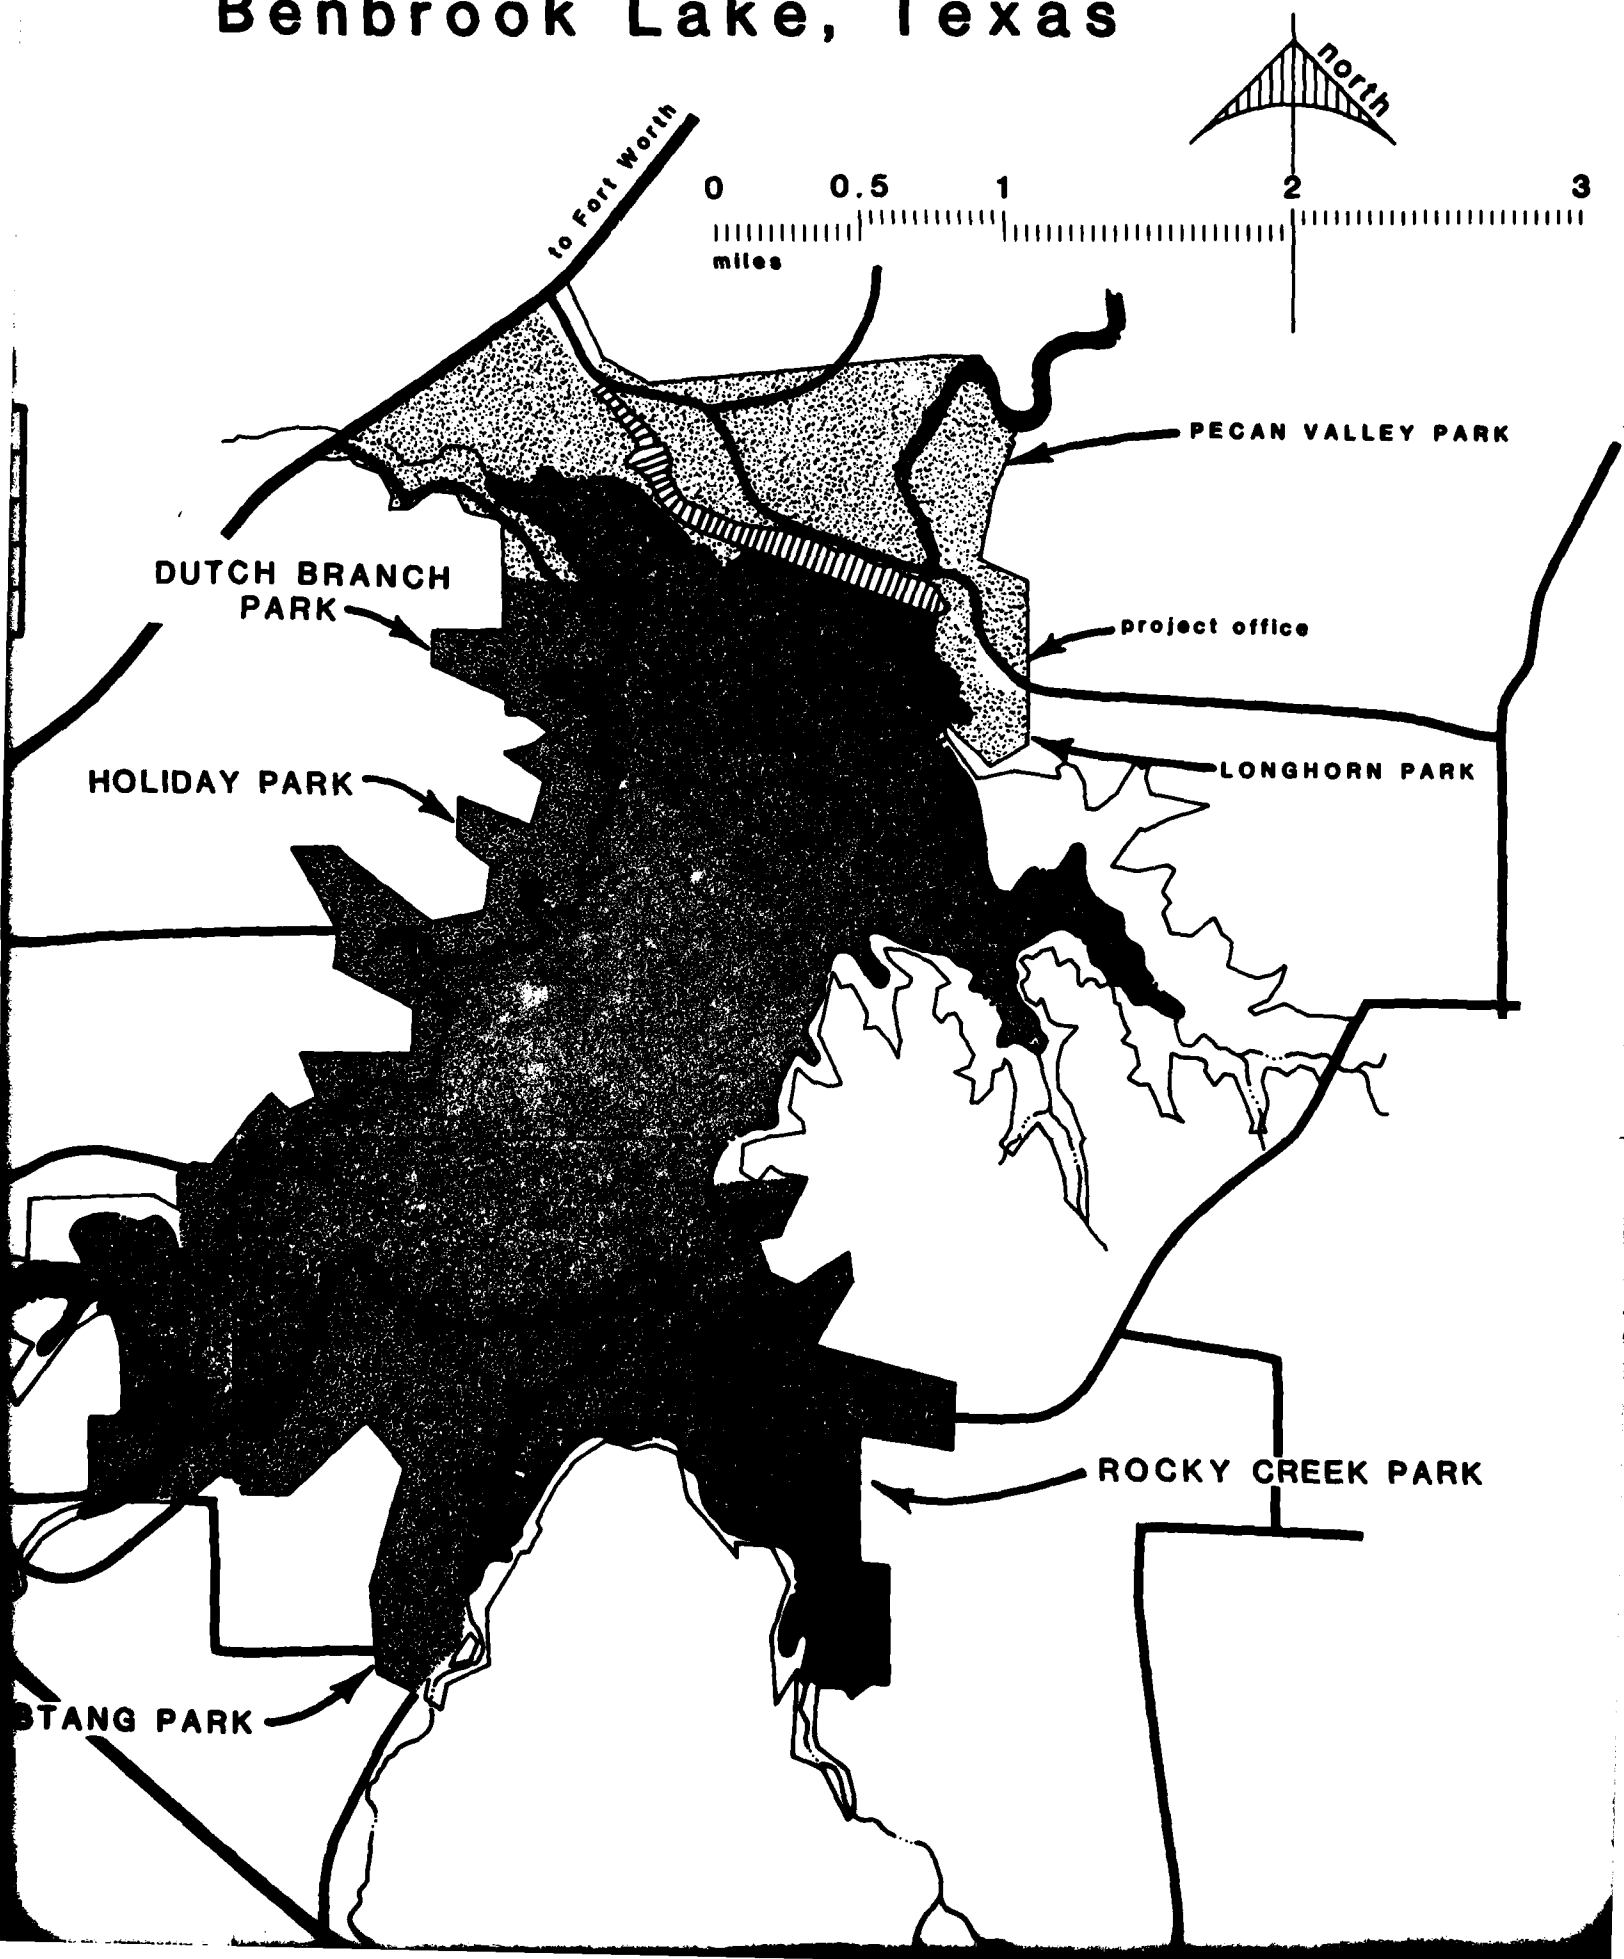 Benbrook Lake, Texas
north
to Fort Worth
0 0.5 1 2 3
miles
PECAN VALLEY PARK
DUTCH BRANCH
PARK
project office
HOLIDAY PARK
LONGHORN PARK
ROCKY CREEK PARK
STANG PARK